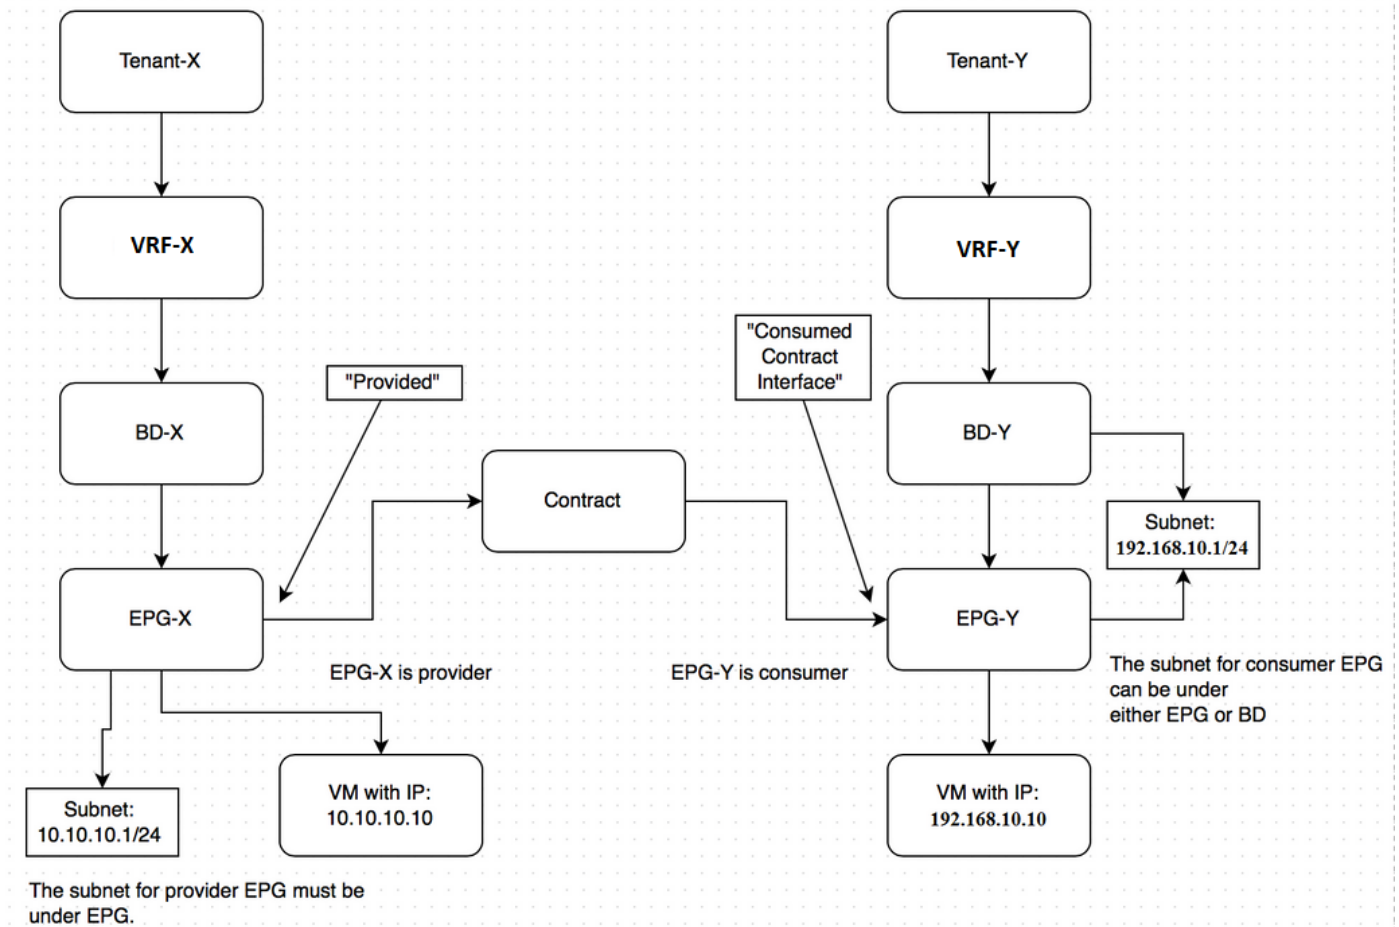 Tenant-X
Tenant-Y
VRF-X
VRF-Y
"Provided"
"Consumed
Contract
Interface"
BD-X
BD-Y
Contract
Subnet:
192.168.10.1/24
EPG-X
EPG-Y
EPG-X is provider
EPG-Y is consumer
The subnet for consumer EPG
can be under
either EPG or BD
Subnet:
10.10.10.1/24
VM with IP:
10.10.10.10
VM with IP:
192.168.10.10
The subnet for provider EPG must be
under EPG.